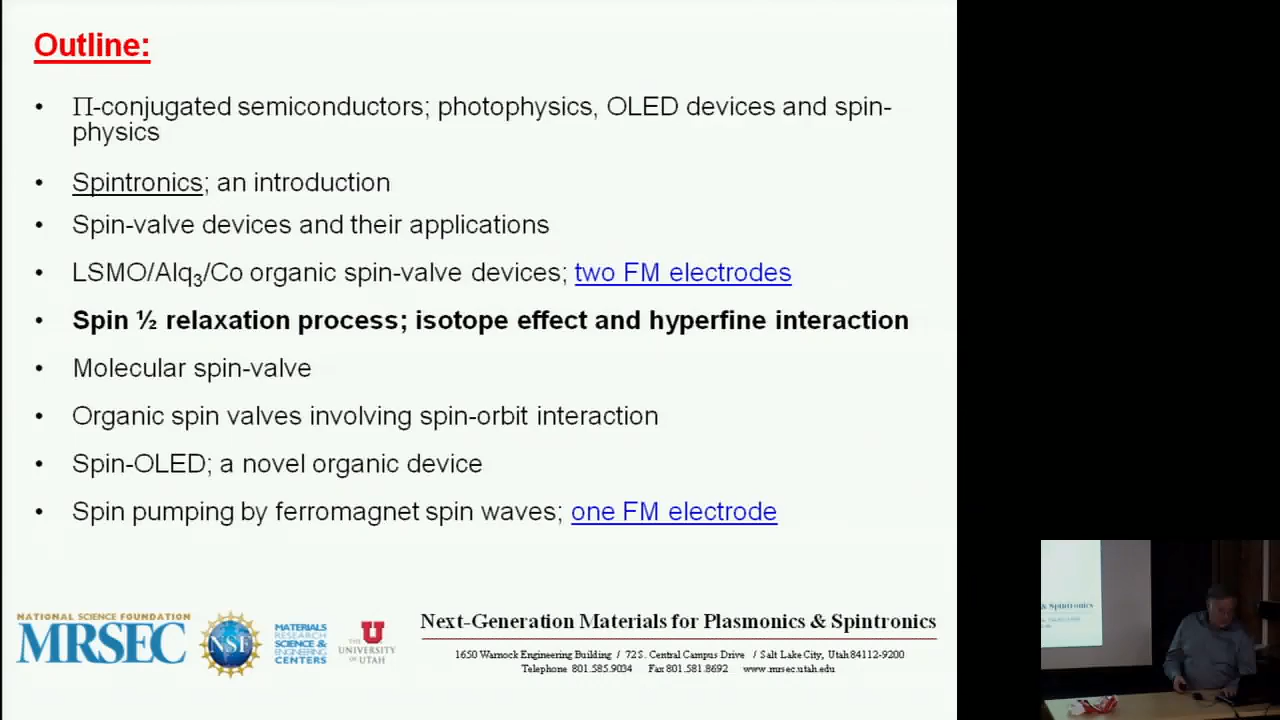 Outline:
• Π-conjugated semiconductors; photophysics, OLED devices and spin-
physics
• Spintronics; an introduction
• Spin-valve devices and their applications
• LSMO/Alq3/Co organic spin-valve devices; two FM electrodes
• Spin ½ relaxation process; isotope effect and hyperfine interaction
• Molecular spin-valve
• Organic spin valves involving spin-orbit interaction
• Spin-OLED; a novel organic device
• Spin pumping by ferromagnet spin waves; one FM electrode
NATIONAL SCIENCE FOUNDATION
MRSEC
NSF
MATERIALS
RESEARCH
SCIENCE &
ENGINEERING
CENTERS
THE
UNIVERSITY
OF UTAH
Next-Generation Materials for Plasmonics & Spintronics
1650 Warnock Engineering Building / 72 S. Central Campus Drive / Salt Lake City, Utah 84112-9200
Telephone 801.585.9034 Fax 801.581.8692 www.mrsec.utah.edu
& Spintronics